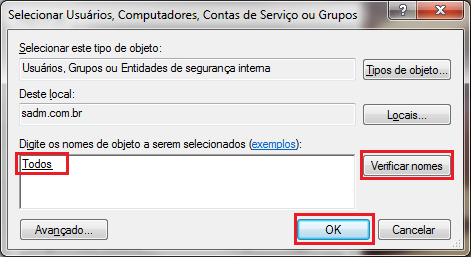 Selecionar Usuários, Computadores, Contas de Serviço ou Grupos
Selecionar este tipo de objeto:
Usuários, Grupos ou Entidades de segurança interna
Tipos de objeto...
Deste local:
sadm.com.br
Locais...
Digite os nomes de objeto a serem selecionados (exemplos):
Todos
Verificar nomes
Avançado...
OK
Cancelar